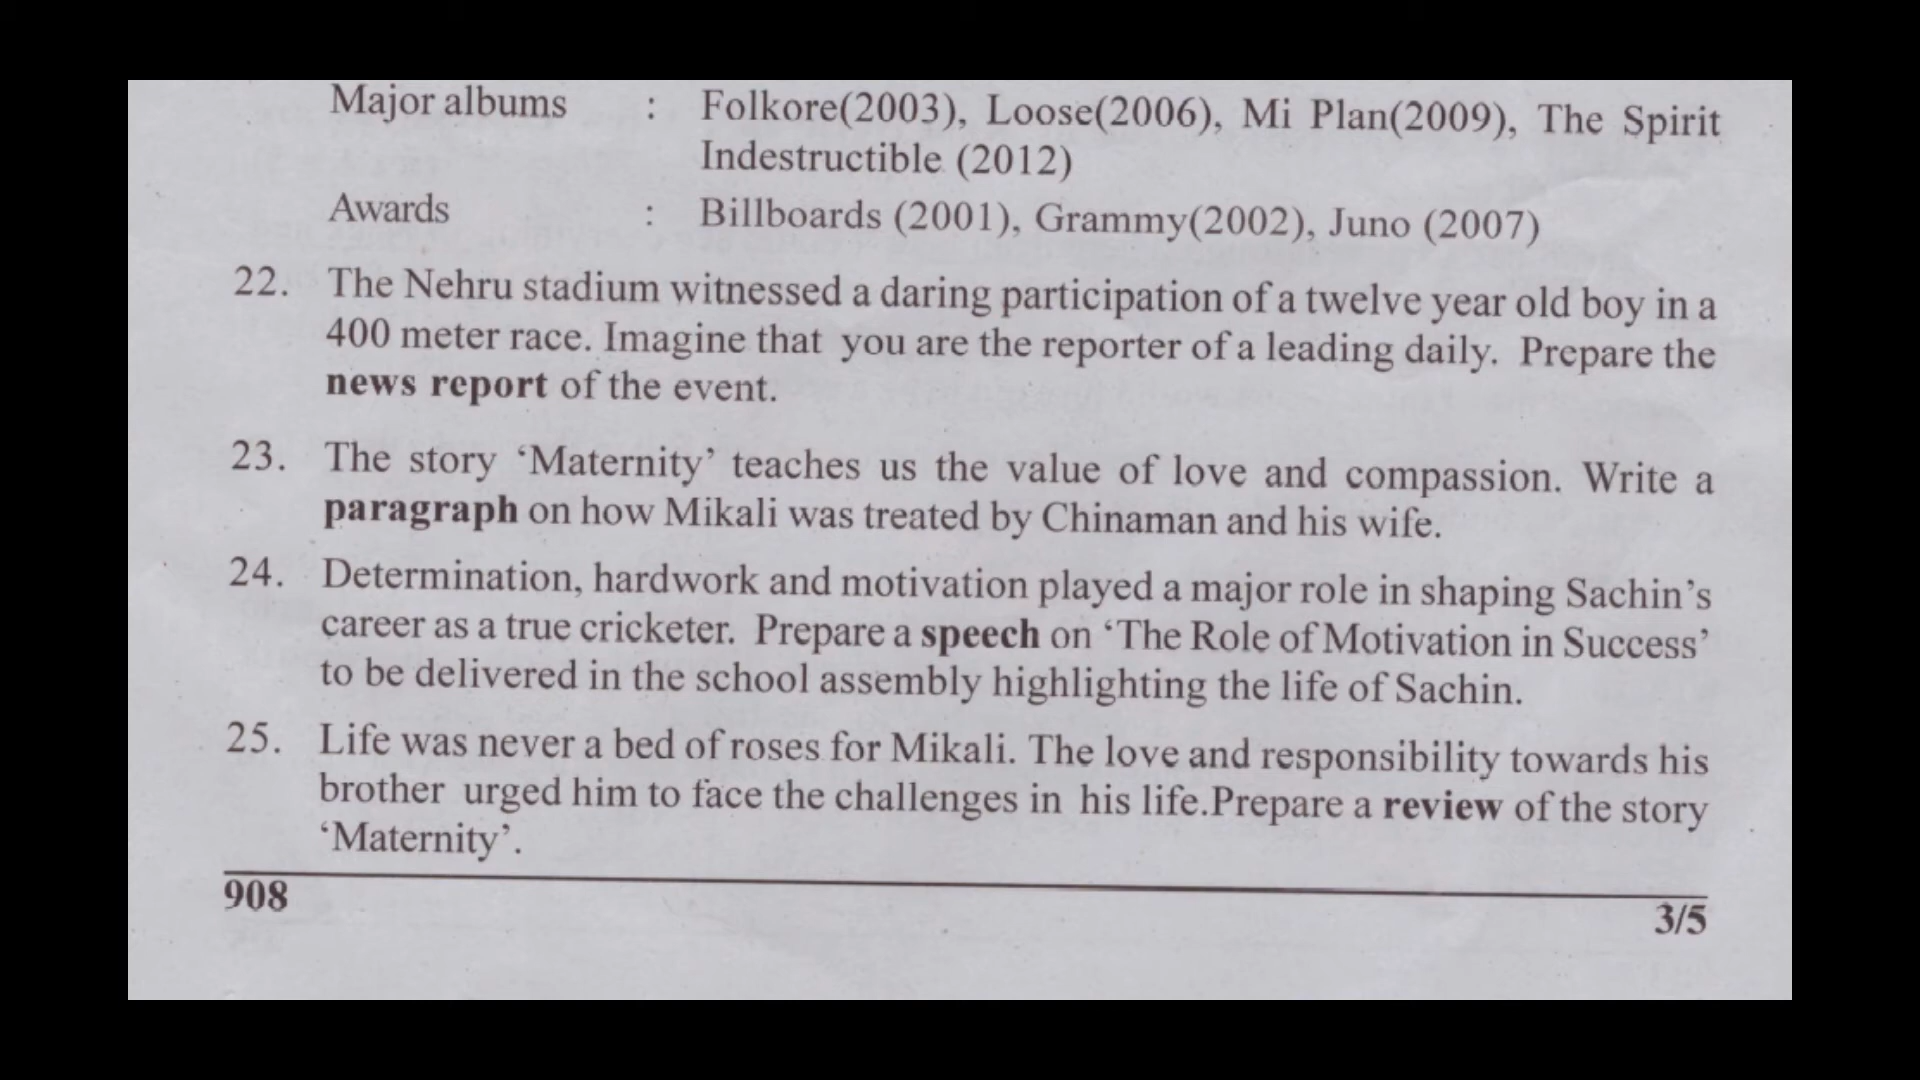 Major albums : Folkore(2003), Loose(2006), Mi Plan(2009), The Spirit
Indestructible (2012)
Awards : Billboards (2001), Grammy(2002), Juno (2007)
22. The Nehru stadium witnessed a daring participation of a twelve year old boy in a
400 meter race. Imagine that you are the reporter of a leading daily. Prepare the
news report of the event.
23. The story ‘Maternity’ teaches us the value of love and compassion. Write a
paragraph on how Mikali was treated by Chinaman and his wife.
24. Determination, hardwork and motivation played a major role in shaping Sachin’s
career as a true cricketer. Prepare a speech on ‘The Role of Motivation in Success’
to be delivered in the school assembly highlighting the life of Sachin.
25. Life was never a bed of roses for Mikali. The love and responsibility towards his
brother urged him to face the challenges in his life.Prepare a review of the story
‘Maternity’.
908
3/5